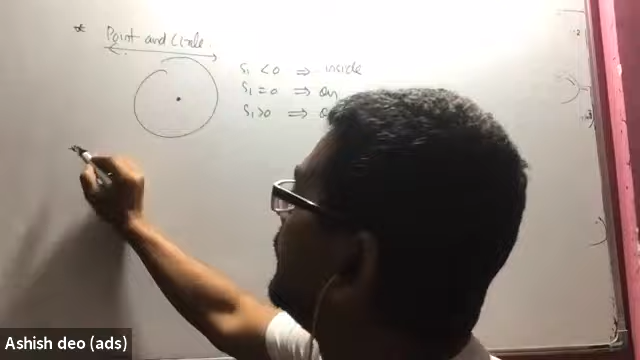 * Point and Circle.
S₁ < 0 ⇒ inside
S₁ = 0 ⇒ on
S₁ > 0 ⇒
Ashish deo (ads)